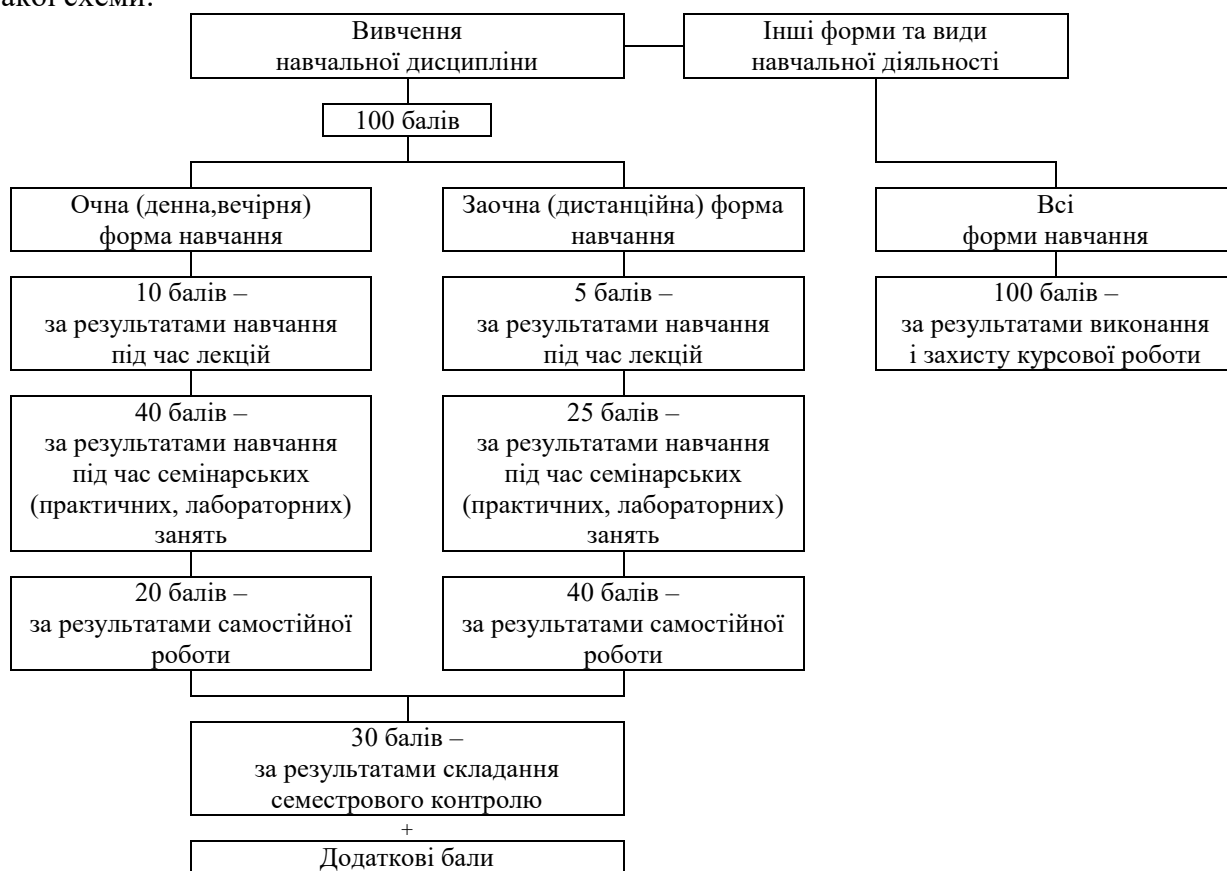 акої схеми:
Вивчення
навчальної дисципліни
Інші форми та види
навчальної діяльності
100 балів
Очна (денна,вечірня)
форма навчання
Заочна (дистанційна) форма
навчання
Всі
форми навчання
10 балів –
за результатами навчання
під час лекцій
5 балів –
за результатами навчання
під час лекцій
100 балів –
за результатами виконання
і захисту курсової роботи
40 балів –
за результатами навчання
під час семінарських
(практичних, лабораторних)
занять
25 балів –
за результатами навчання
під час семінарських
(практичних, лабораторних)
занять
20 балів –
за результатами самостійної
роботи
40 балів –
за результатами самостійної
роботи
30 балів –
за результатами складання
семестрового контролю
+
Додаткові бали